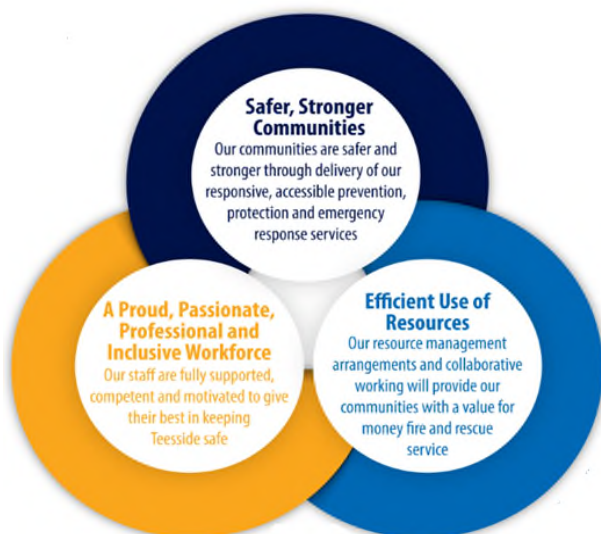 Safer, Stronger
Communities
Our communities are safer and
stronger through delivery of our
responsive, accessible prevention,
protection and emergency
response services
A Proud, Passionate,
Professional and
Inclusive Workforce
Our staff are fully supported,
competent and motivated to give
their best in keeping
Teesside safe
Efficient Use of
Resources
Our resource management
arrangements and collaborative
working will provide our
communities with a value for
money fire and rescue
service